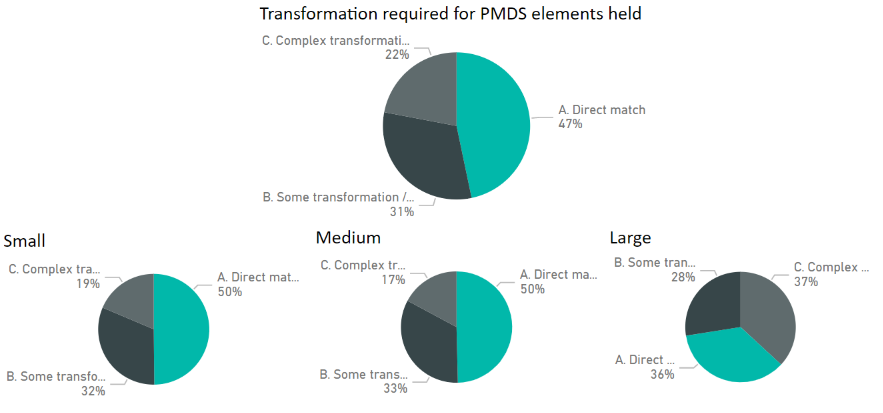 Transformation required for PMDS elements held
C. Complex transformati...
22%
A. Direct match
47%
B. Some transformation /...
31%
Small
C. Complex tra...
19%
A. Direct mat...
50%
B. Some transfo...
32%
Medium
C. Complex tr...
17%
A. Direct ma...
50%
B. Some trans...
33%
Large
B. Some tran...
28%
C. Complex ...
37%
A. Direct ...
36%